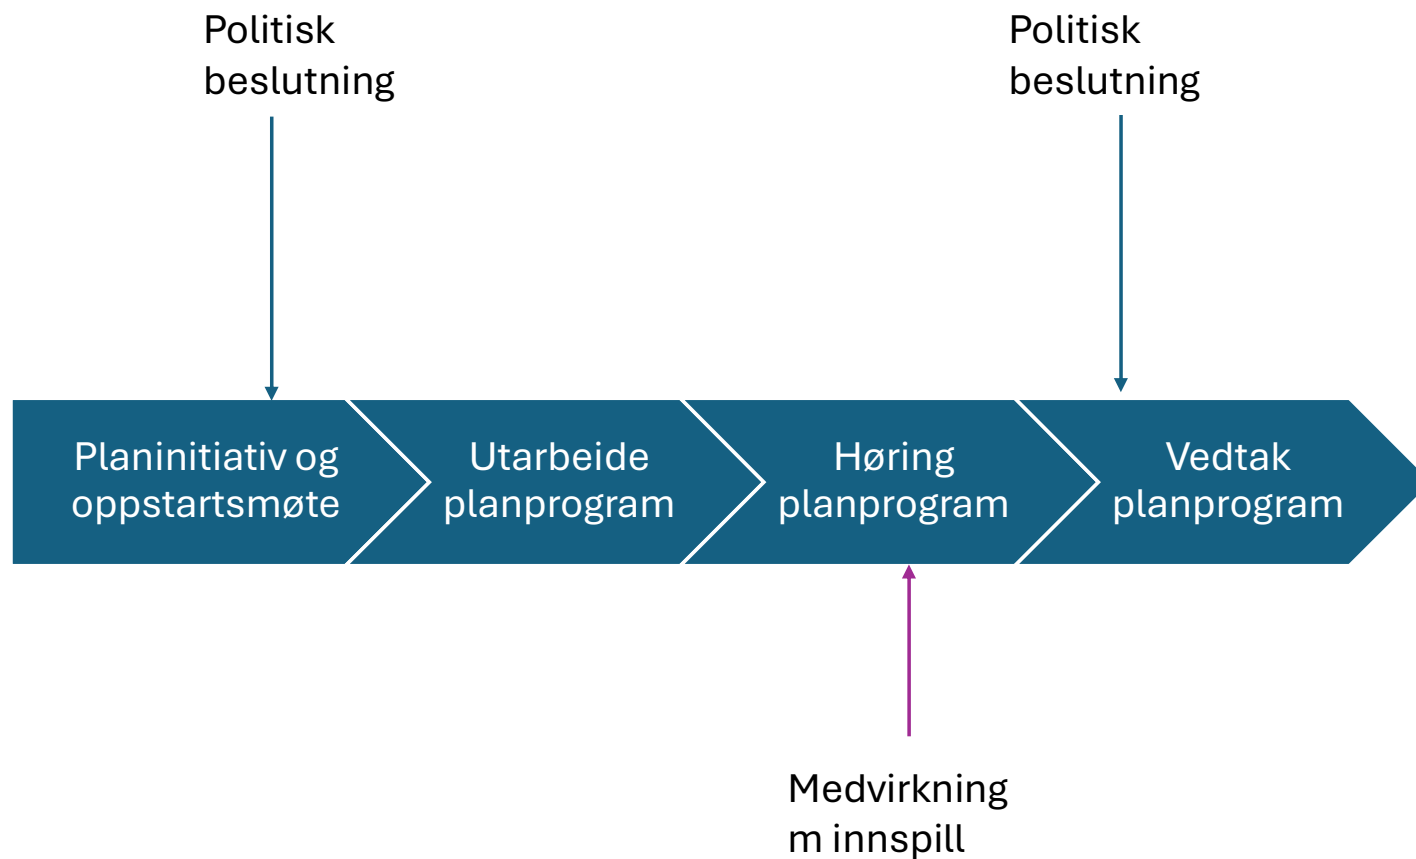 Politisk
beslutning
Politisk
beslutning
Planinitiativ og
oppstartsmøte
Utarbeide
planprogram
Høring
planprogram
Vedtak
planprogram
Medvirkning
m innspill